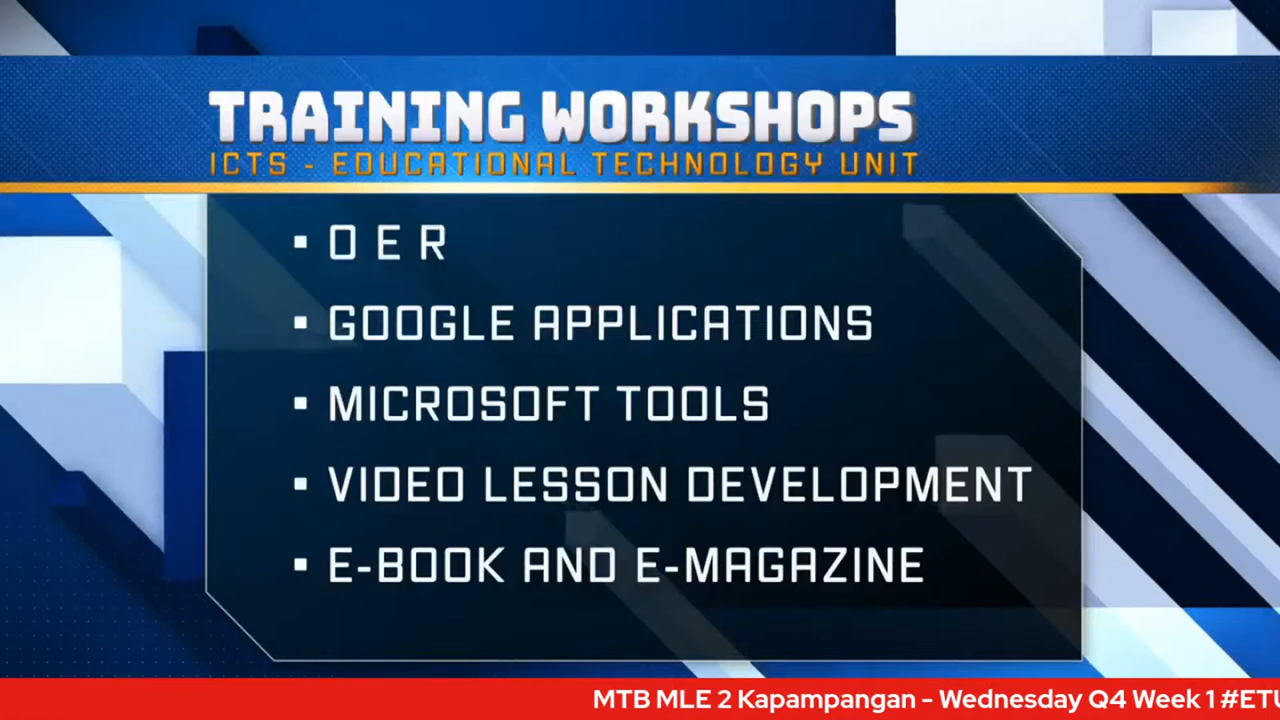 TRAINING WORKSHOPS
ICTS - EDUCATIONAL TECHNOLOGY UNIT
▪ O E R
▪ GOOGLE APPLICATIONS
▪ MICROSOFT TOOLS
▪ VIDEO LESSON DEVELOPMENT
▪ E-BOOK AND E-MAGAZINE
MTB MLE 2 Kapampangan - Wednesday Q4 Week 1 #ETU